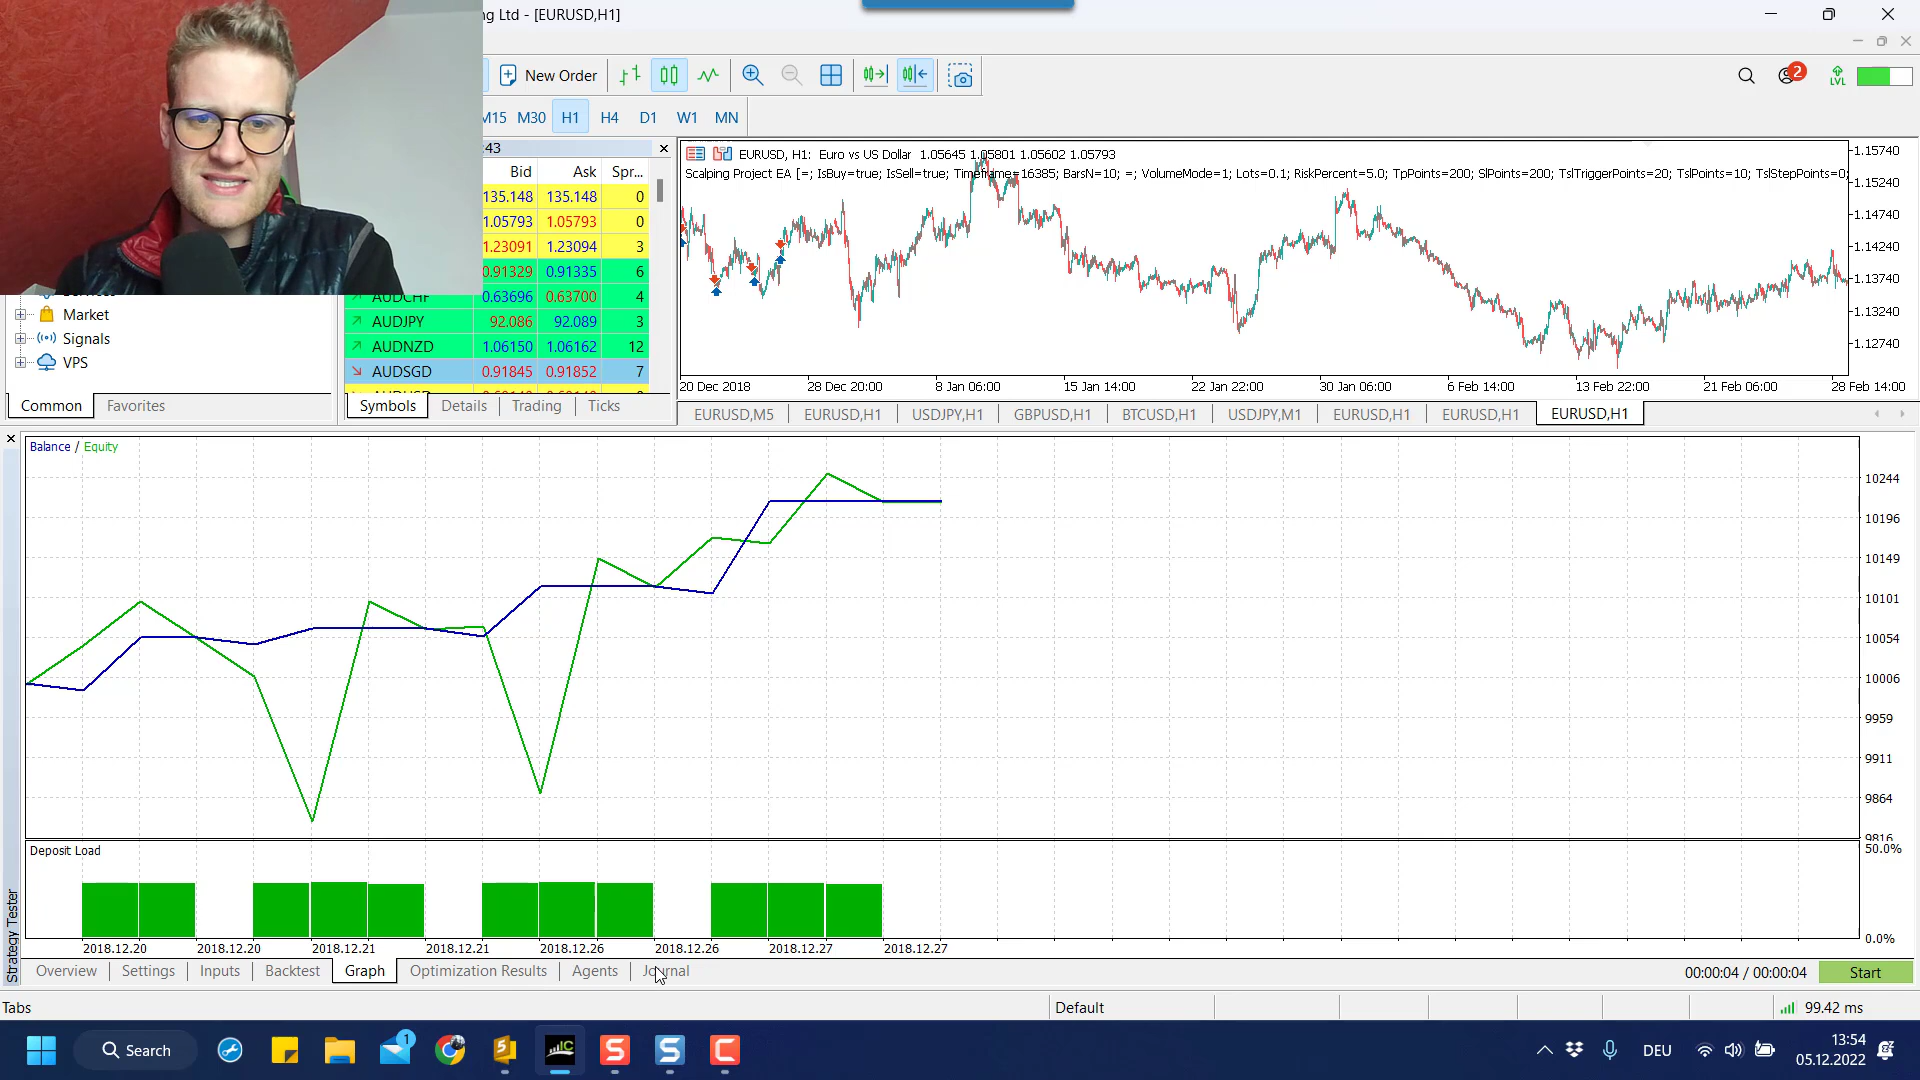 ng Ltd - [EURUSD,H1]
New Order
2
LVL
M15 M30 H1 H4 D1 W1 MN
:43
Bid Ask Spr...
135.148 135.148 0
1.05793 1.05793 0
1.23091 1.23094 3
0.91329 0.91335 6
AUDCHF 0.63696 0.63700 4
AUDJPY 92.086 92.089 3
AUDNZD 1.06150 1.06162 12
AUDSGD 0.91845 0.91852 7
Market
Signals
VPS
Common Favorites
Symbols Details Trading Ticks
EURUSD, H1: Euro vs US Dollar 1.05645 1.05801 1.05602 1.05793
Scalping Project EA [=; IsBuy=true; IsSell=true; Timeframe=16385; BarsN=10; =; VolumeMode=1; Lots=0.1; RiskPercent=5.0; TpPoints=200; SlPoints=200; TslTriggerPoints=20; TslPoints=10; TslStepPoints=0;
1.15740
1.15240
1.14740
1.14240
1.13740
1.13240
1.12740
20 Dec 2018 28 Dec 20:00 8 Jan 06:00 15 Jan 14:00 22 Jan 22:00 30 Jan 06:00 6 Feb 14:00 13 Feb 22:00 21 Feb 06:00 28 Feb 14:00
EURUSD,M5 EURUSD,H1 USDJPY,H1 GBPUSD,H1 BTCUSD,H1 USDJPY,M1 EURUSD,H1 EURUSD,H1 EURUSD,H1
Balance / Equity
10244
10196
10149
10101
10054
10006
9959
9911
9864
9816
Deposit Load
50.0%
0.0%
2018.12.20 2018.12.20 2018.12.21 2018.12.21 2018.12.26 2018.12.26 2018.12.27 2018.12.27
Strategy Tester
Overview Settings Inputs Backtest Graph Optimization Results Agents Journal
00:00:04 / 00:00:04 Start
Tabs
Default
99.42 ms
Search
1
5
S
S
C
DEU
13:54
05.12.2022